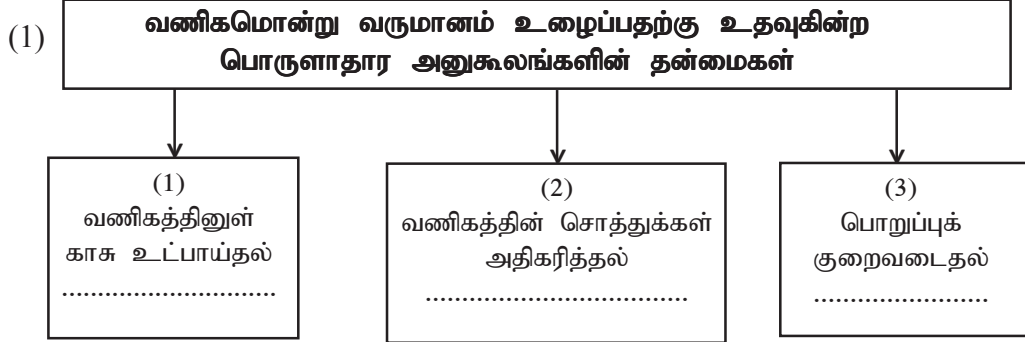 (1) வணிகமொன்று வருமானம் உழைப்பதற்கு உதவுகின்ற
பொருளாதார அனுகூலங்களின் தன்மைகள்
(1)
வணிகத்தினுள்
காசு உட்பாய்தல்
..............................
(2)
வணிகத்தின் சொத்துக்கள்
அதிகரித்தல்
.....................................
(3)
பொறுப்புக்
குறைவடைதல்
.........................